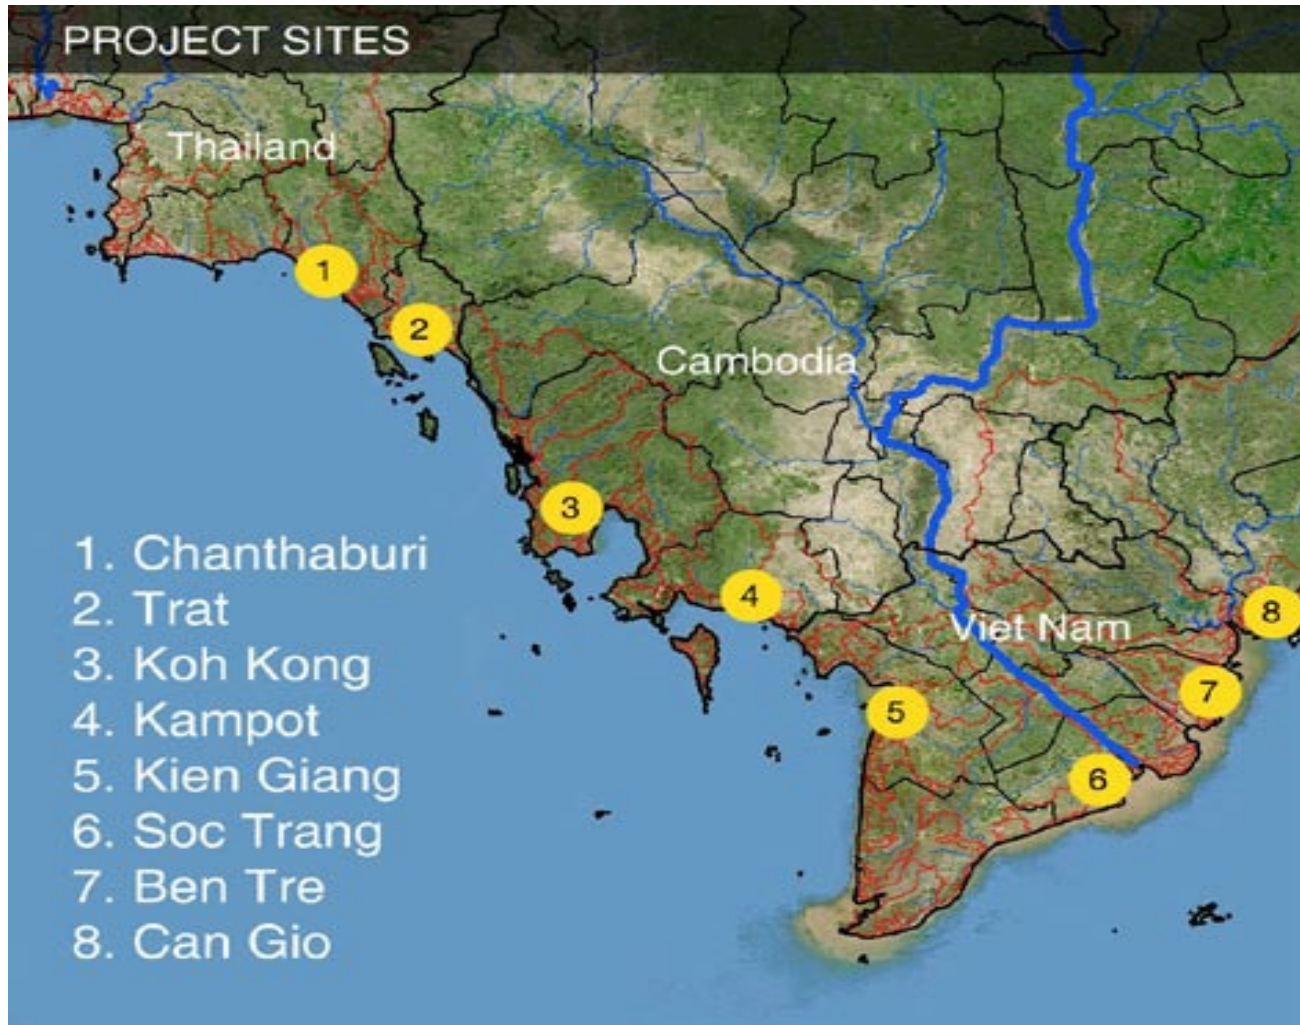 PROJECT SITES
Thailand
1
2
Cambodia
3
4
Viet Nam
8
7
5
6
1. Chanthaburi
2. Trat
3. Koh Kong
4. Kampot
5. Kien Giang
6. Soc Trang
7. Ben Tre
8. Can Gio